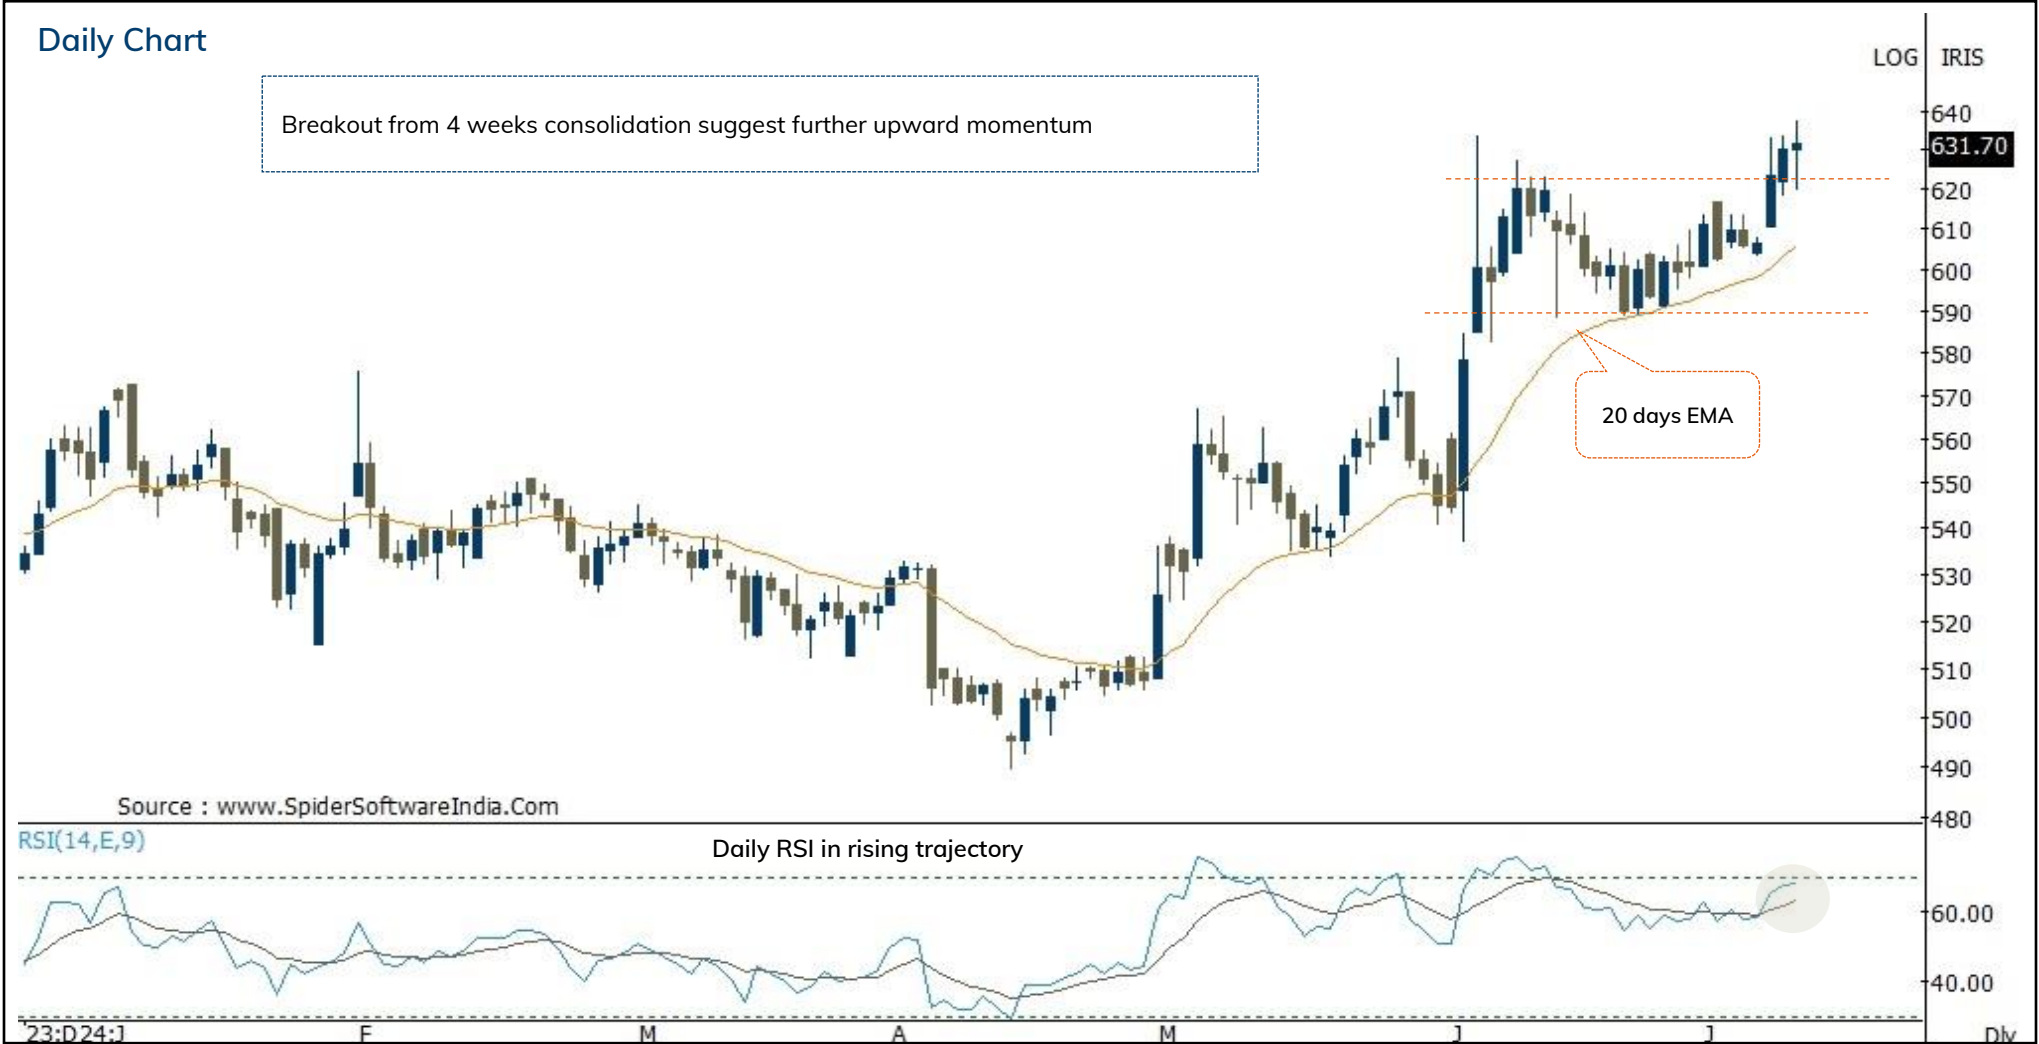 Daily Chart
LOG IRIS
Breakout from 4 weeks consolidation suggest further upward momentum
640
631.70
620
610
600
590
580
570
20 days EMA
560
550
540
530
520
510
500
490
Source : www.SpiderSoftwareIndia.Com
480
RSI(14,E,9)
Daily RSI in rising trajectory
60.00
40.00
'23:D24:J F M A M J J Dly